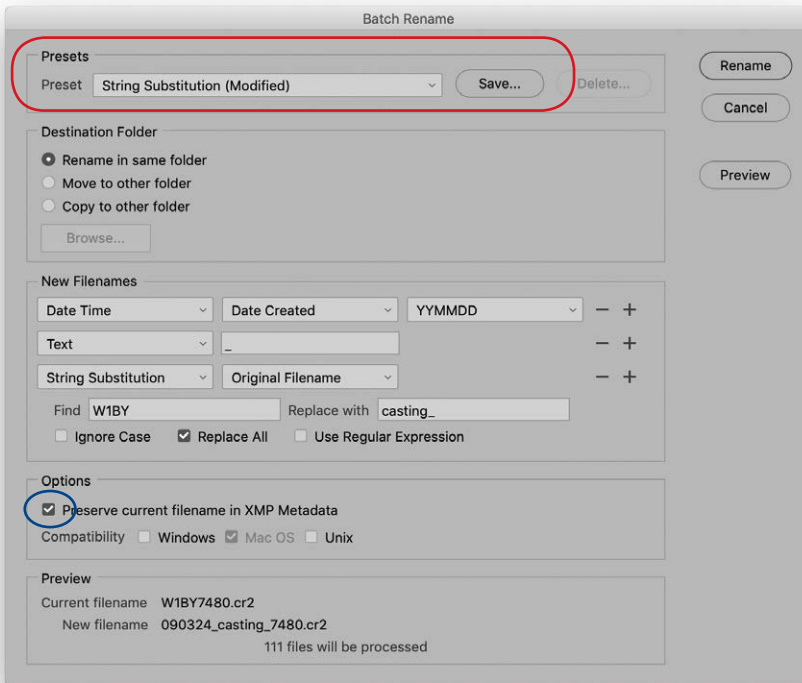 Batch Rename
Presets
Preset String Substitution (Modified) Save... Delete... Rename
Cancel
Destination Folder
Rename in same folder
Move to other folder Preview
Copy to other folder
Browse...
New Filenames
Date Time Date Created YYMMDD
Text _
String Substitution Original Filename
Find W1BY Replace with casting_
Ignore Case Replace All Use Regular Expression
Options
Preserve current filename in XMP Metadata
Compatibility Windows Mac OS Unix
Preview
Current filename W1BY7480.cr2
New filename 090324_casting_7480.cr2
111 files will be processed